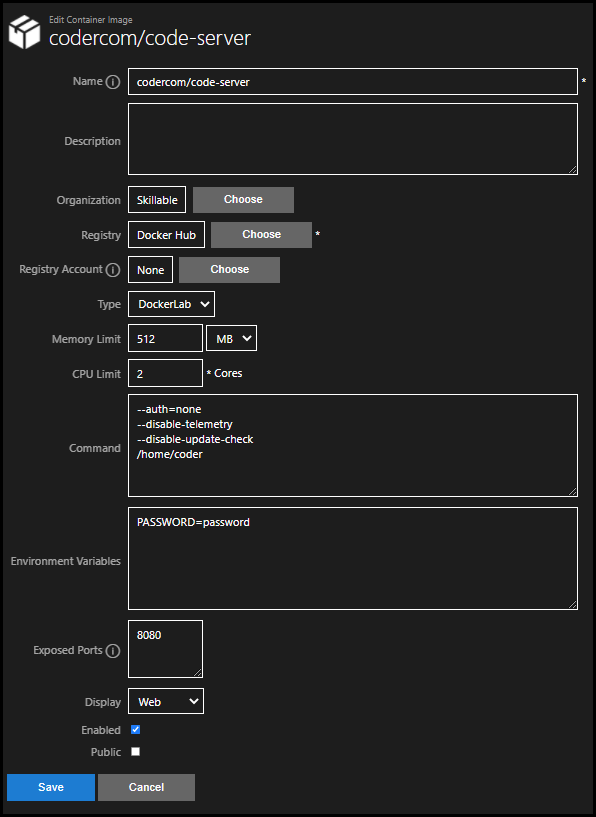 Edit Container Image
codercom/code-server
Name codercom/code-server *
Description
Organization Skillable Choose
Registry Docker Hub Choose *
Registry Account None Choose
Type DockerLab
Memory Limit 512 MB
CPU Limit 2 * Cores
Command
--auth=none
--disable-telemetry
--disable-update-check
/home/coder
Environment Variables
PASSWORD=password
Exposed Ports
8080
Display Web
Enabled
Public
Save Cancel